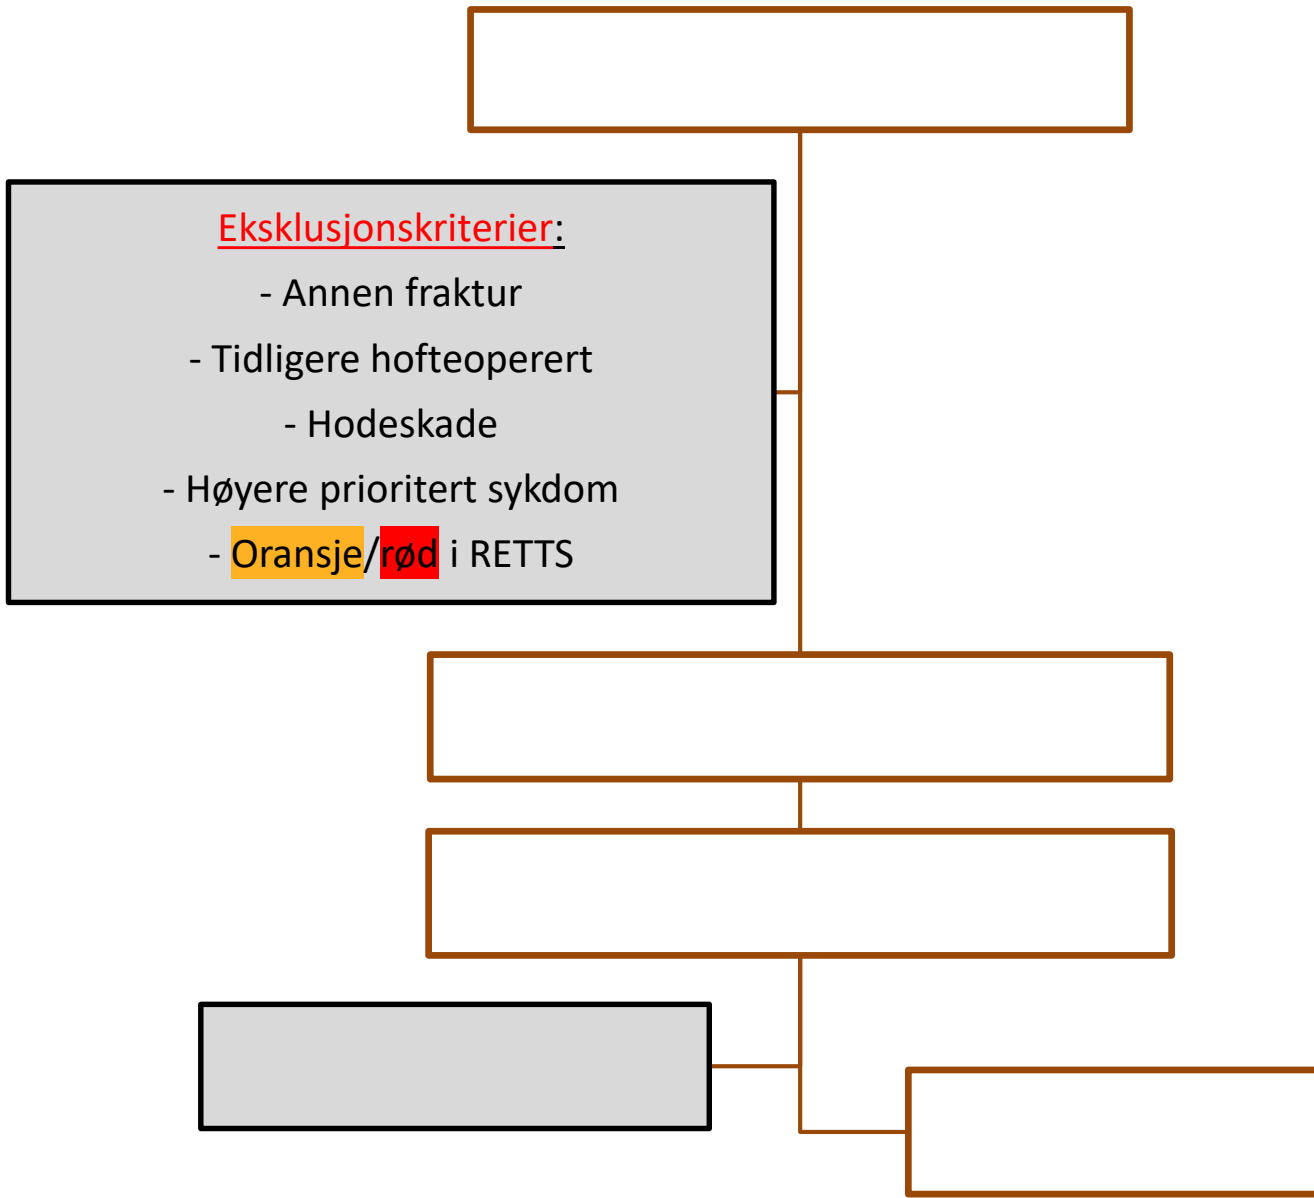 Eksklusjonskriterier:
- Annen fraktur
- Tidligere hofteoperert
- Hodeskade
- Høyere prioritert sykdom
- Oransje/rød i RETTS